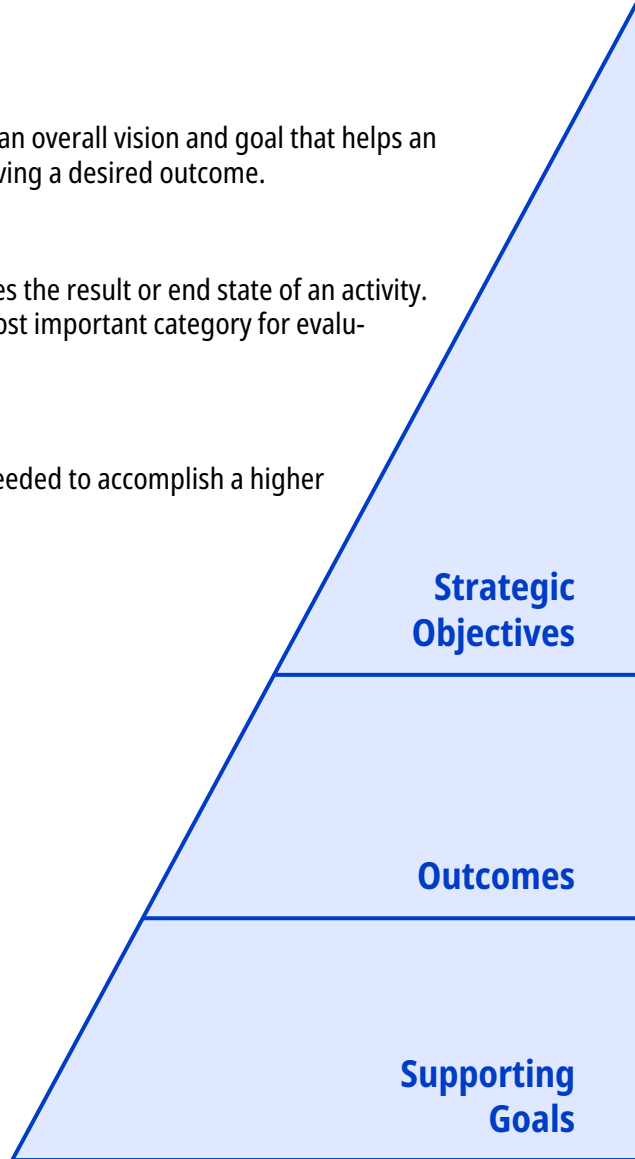 an overall vision and goal that helps an
ving a desired outcome.
es the result or end state of an activity.
ost important category for evalu-
eeded to accomplish a higher
Strategic
Objectives
Outcomes
Supporting
Goals